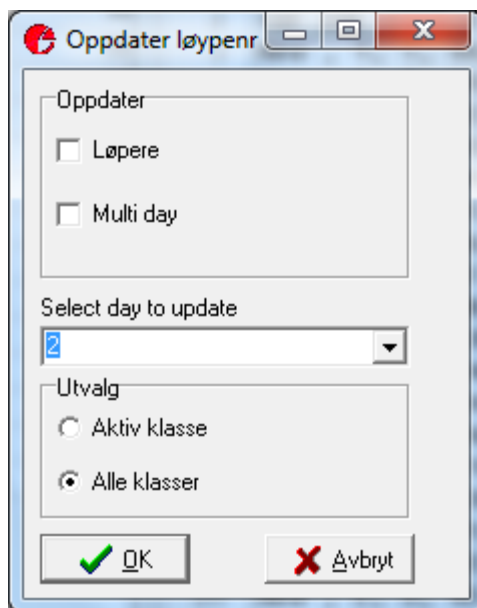 Oppdater løypenr
Oppdater
Løpere
Multi day
Select day to update
2
Utvalg
Aktiv klasse
Alle klasser
OK
Avbryt